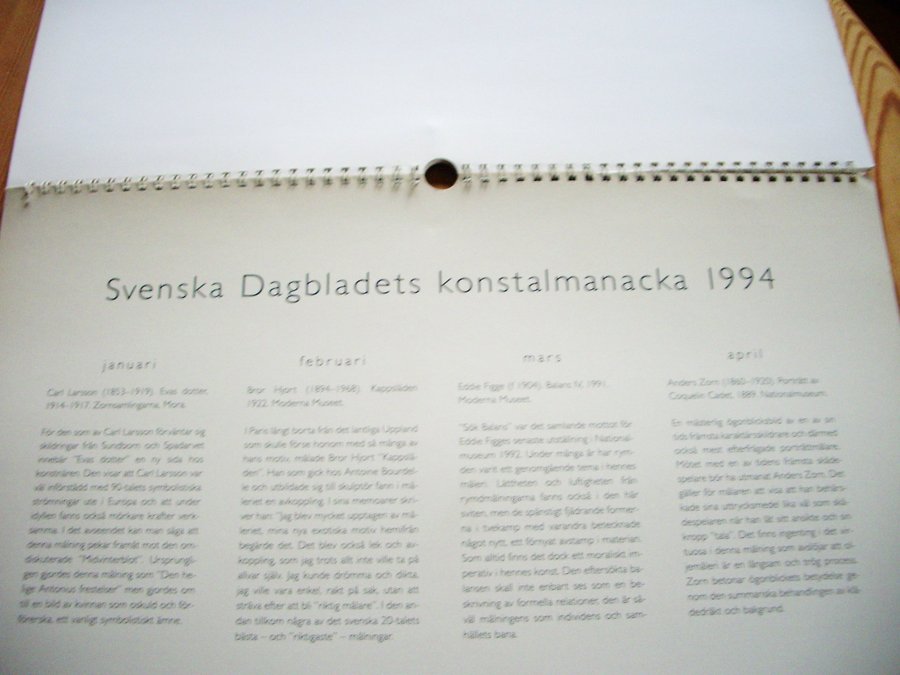 Svenska Dagbladets konstalmanacka 1994
januari
Carl Larsson (1853–1919). Evas dotter,
1914-1917. Zornsamlingarna, Mora.
För den som av Carl Larsson förväntar sig
skildringar från Sundborn och Spadarvet
innebär "Evas dotter" en ny sida hos
konstnären. Den visar att Carl Larsson var
väl införstådd med 90-talets symbolistiska
strömningar ute i Europa och att under
idyllen fanns också mörkare krafter verk-
samma. I det avseendet kan man säga att
denna målning pekar framåt mot den om-
diskuterade "Midvinterblot". Ursprungli-
gen gjordes denna målning som "Den he-
lige Antonius frestelser" men gjordes om
till en bild av kvinnan som oskuld och för-
förerska, ett vanligt symbolistiskt ämne.
februari
Bror Hjort (1894–1968). Kappsläden
1922. Moderna Museet.
I Paris långt borta från det lantliga Uppland
som skulle förse honom med så många av
hans motiv, målade Bror Hjort "Kappslä-
den". Han som gick hos Antoine Bourdel-
le och utbildade sig till skulptör fann i må-
leriet en avkoppling. I sina memoarer skri-
ver han: "Jag blev mycket upptagen av må-
leriet, mina nya exotiska motiv hemifrån
begärde det. Det blev också lek och av-
koppling, som jag trots allt inte ville ta på
allvar själv. Jag kunde drömma och dikta,
jag ville vara enkel, rakt på sak, utan att
sträva efter att bli "riktig målare". I den an-
dan tillkom några av det svenska 20-talets
bästa – och "riktigaste" – målningar.
mars
Eddie Figge (f 1904). Balans IV, 1991.
Moderna Museet.
"Sök Balans" var det samlande mottot för
Eddie Figges senaste utställning i National-
museum 1992. Under många år har rym-
den varit ett genomgående tema i hennes
måleri. Lättheten och luftigheten från
rymdmålningarna fanns också i den här
sviten, men de spänstigt fjädrande former-
na i tvekamp med varandra betecknade
något nytt, ett förnyat avstamp i materian.
Som alltid finns det dock ett moraliskt im-
perativ i hennes konst. Den eftersökta ba-
lansen skall inte enbart ses som en be-
skrivning av formella relationer, den är så-
väl målningens som individens och sam-
hällets bana.
april
Anders Zorn (1860–1920). Porträtt av
Coquelin Cadet, 1889. Nationalmuseum.
En mästerlig ögonblicksbild av en av sin
tids främsta karaktärsskildrare och därmed
också mest efterfrågade porträttmålare.
Mötet med en av tidens främsta skåde-
spelare bör ha utmanat Anders Zorn. Det
gäller för målaren att visa att han behärs-
kade sina uttrycksmedel lika väl som skå-
despelaren när han lät sitt ansikte och sin
kropp "tala". Det finns ingenting i det vir-
tuosa i denna målning som avslöjar att ol-
jemåleri är en långsam och trög process.
Zorn betonar ögonblickets betydelse ge-
nom den summariska behandlingen av klä-
dedräkt och bakgrund.